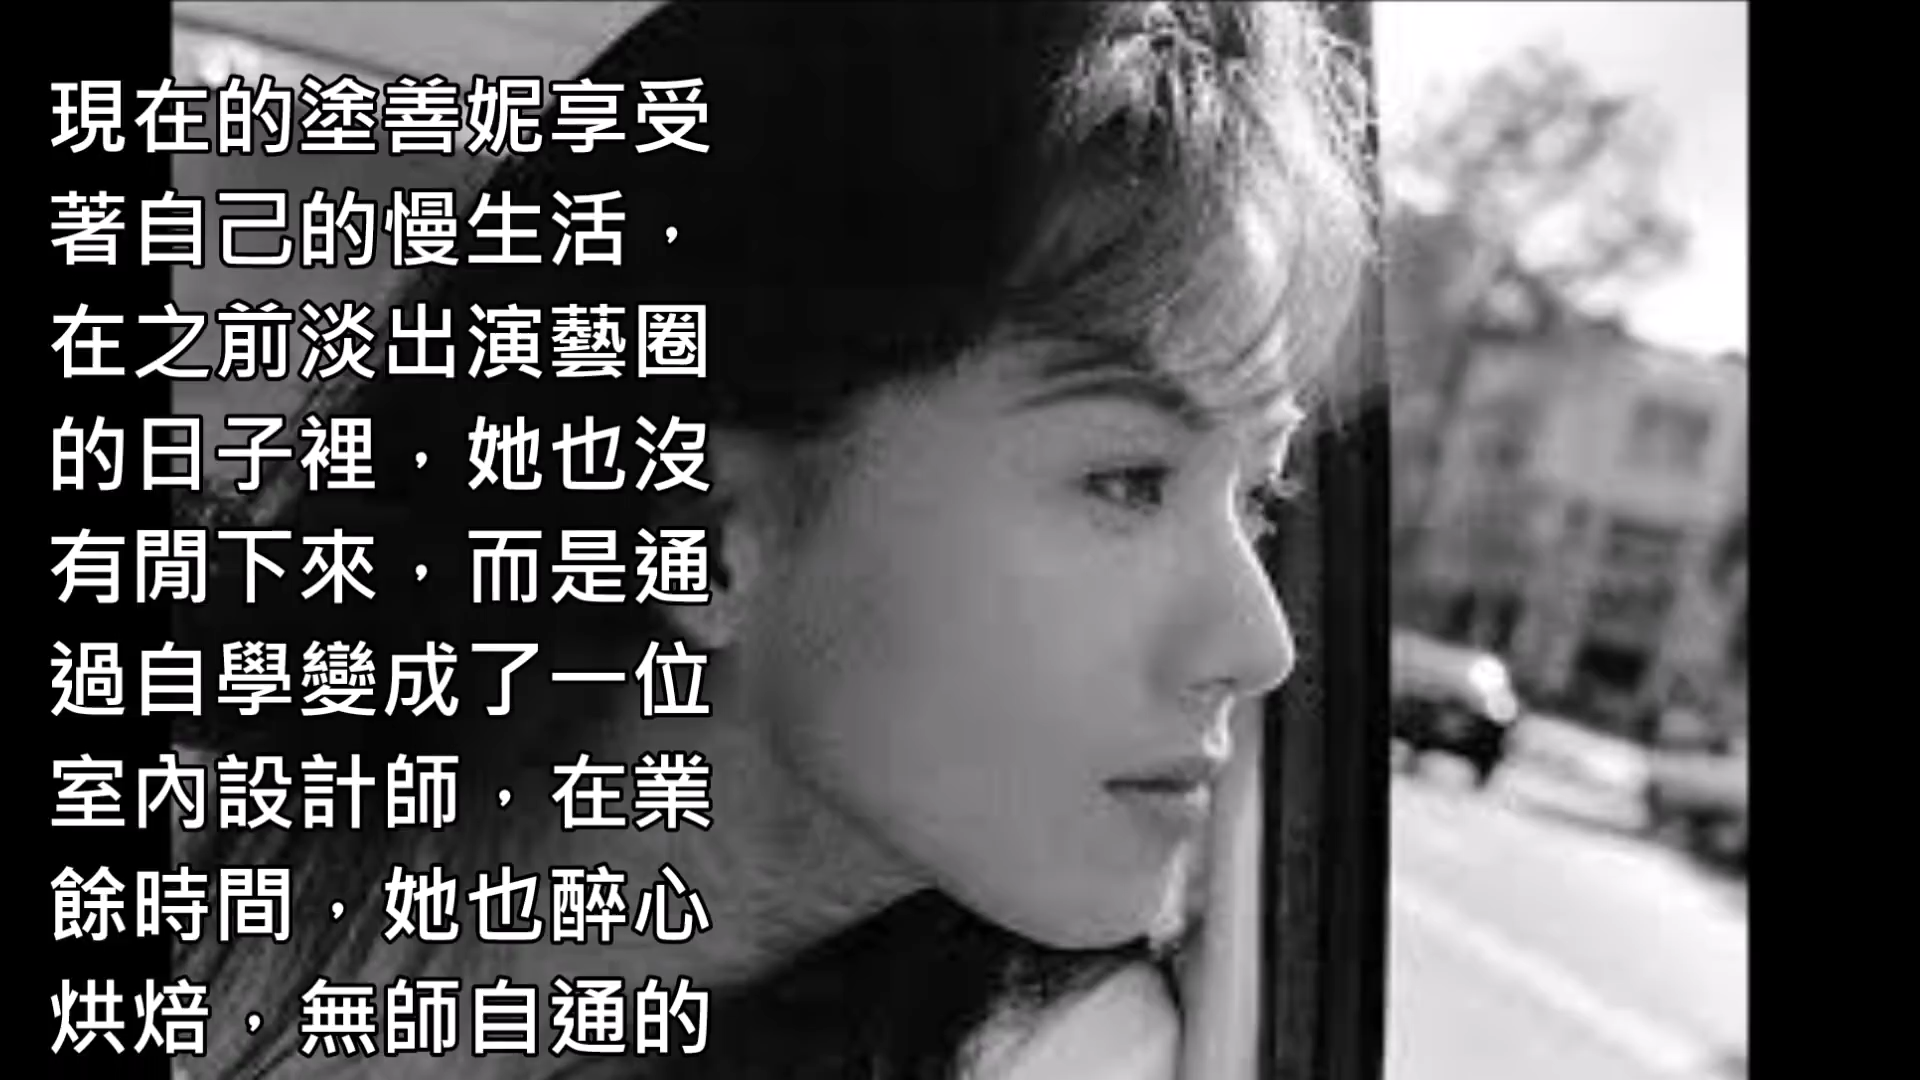 現在的塗善妮享受
著自己的慢生活，
在之前淡出演藝圈
的日子裡，她也沒
有閒下來，而是通
過自學變成了一位
室內設計師，在業
餘時間，她也醉心
烘焙，無師自通的